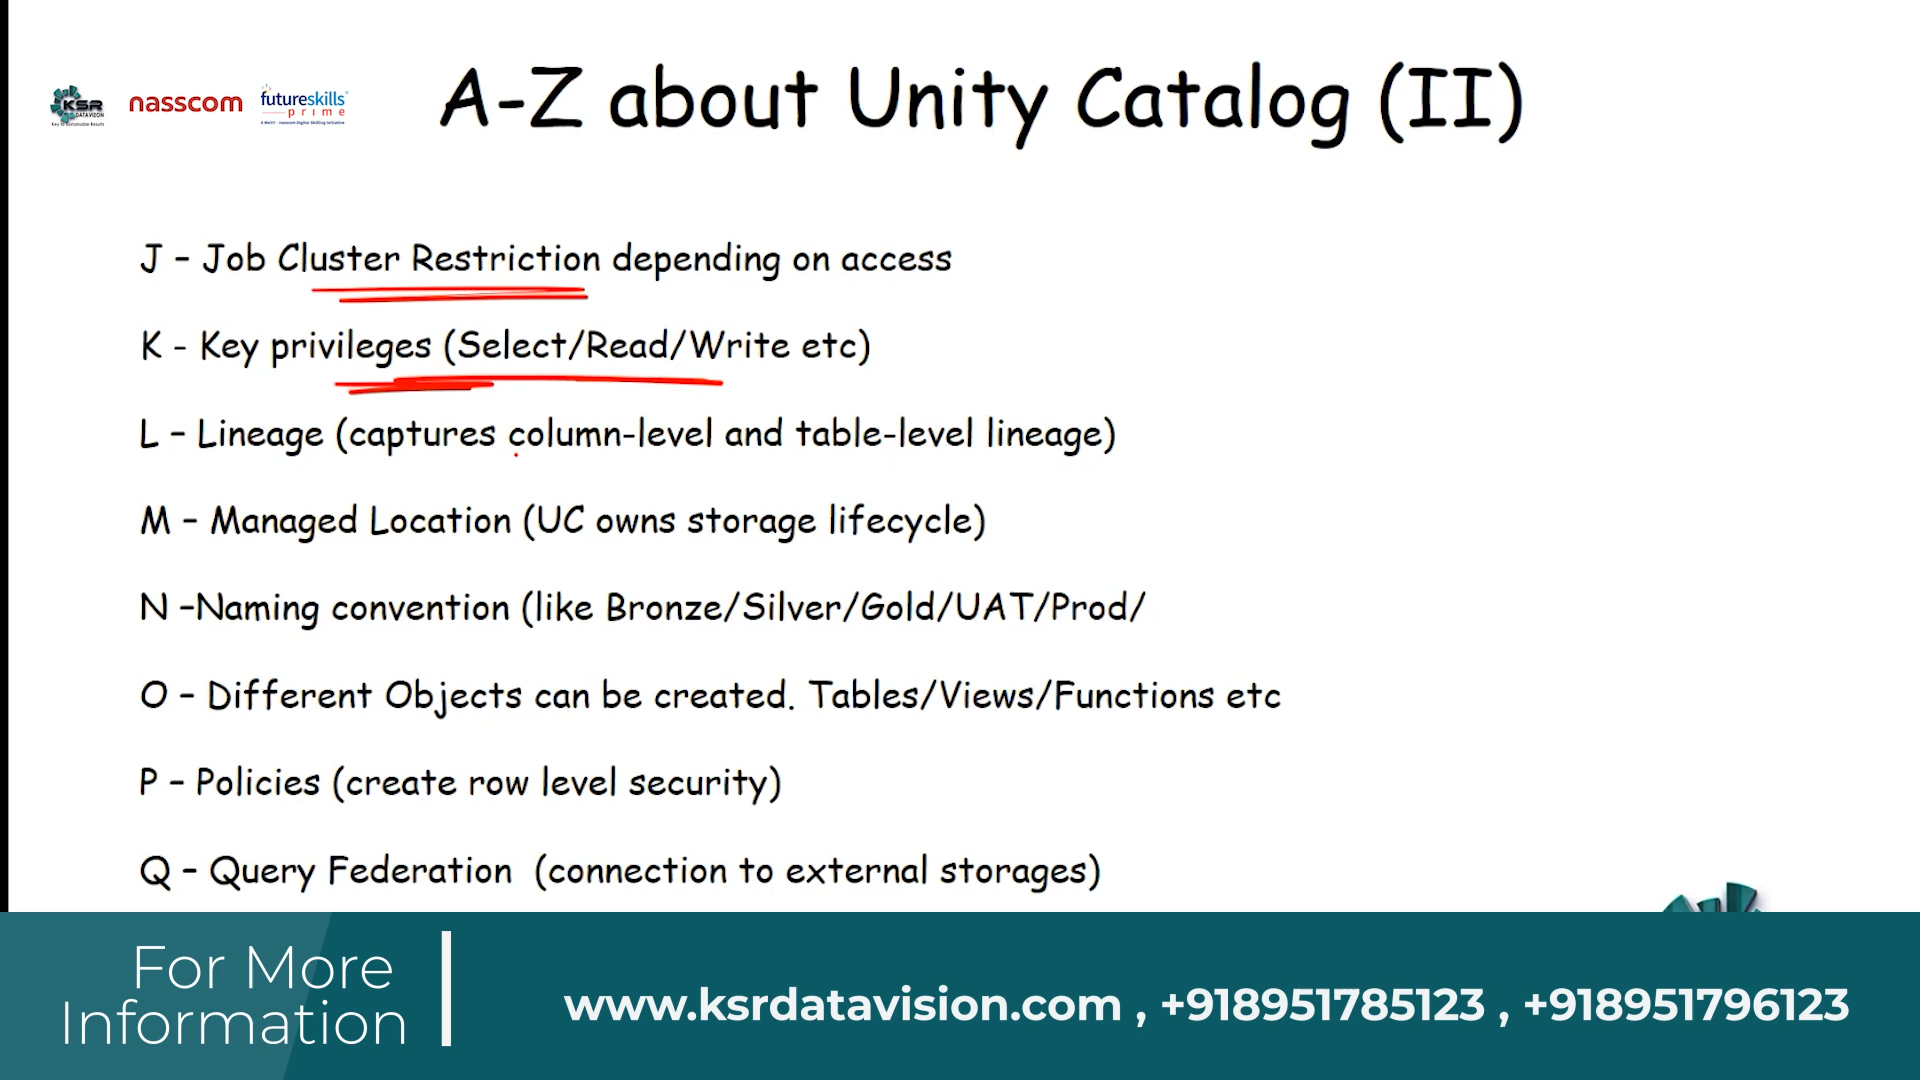 A-Z about Unity Catalog (II)
KSR
DATAVIZON
nasscom
futureskills
prime
J – Job Cluster Restriction depending on access
K - Key privileges (Select/Read/Write etc)
L – Lineage (captures column-level and table-level lineage)
M – Managed Location (UC owns storage lifecycle)
N –Naming convention (like Bronze/Silver/Gold/UAT/Prod/
O – Different Objects can be created. Tables/Views/Functions etc
P – Policies (create row level security)
Q – Query Federation (connection to external storages)
For More
Information
www.ksrdatavision.com , +918951785123 , +918951796123